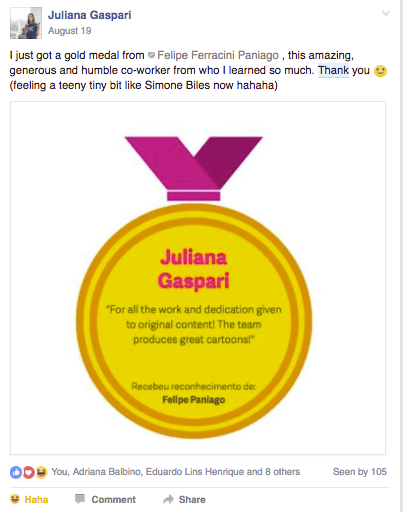 Juliana Gaspari
August 19
I just got a gold medal from Felipe Ferracini Paniago , this amazing,
generous and humble co-worker from who I learned so much. Thank you
(feeling a teeny tiny bit like Simone Biles now hahaha)
Juliana
Gaspari
"For all the work and dedication given
to original content! The team
produces great cartoons!"
Recebeu reconhecimento de:
Felipe Paniago
You, Adriana Balbino, Eduardo Lins Henrique and 8 others Seen by 105
Haha Comment Share